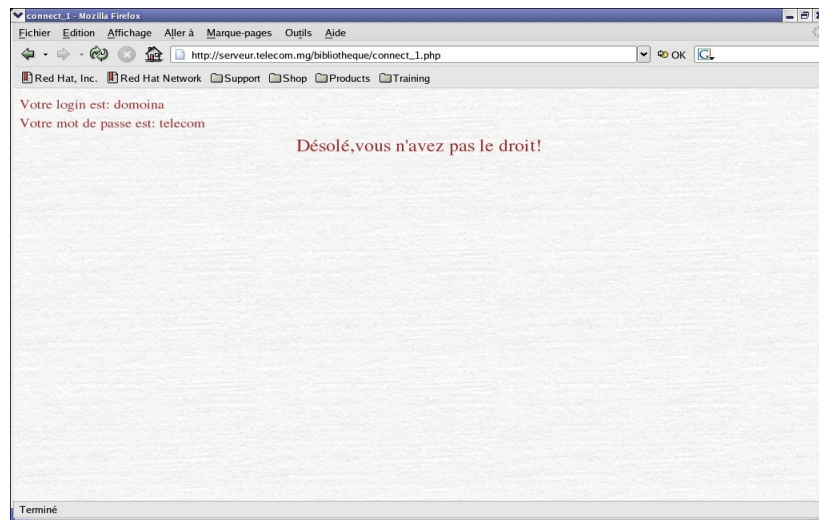 connect_1 - Mozilla Firefox
Fichier Edition Affichage Aller à Marque-pages Outils Aide
http://serveur.telecom.mg/bibliotheque/connect_1.php OK G
Red Hat, Inc. Red Hat Network Support Shop Products Training
Votre login est: domoina
Votre mot de passe est: telecom
Désolé,vous n'avez pas le droit!
Terminé